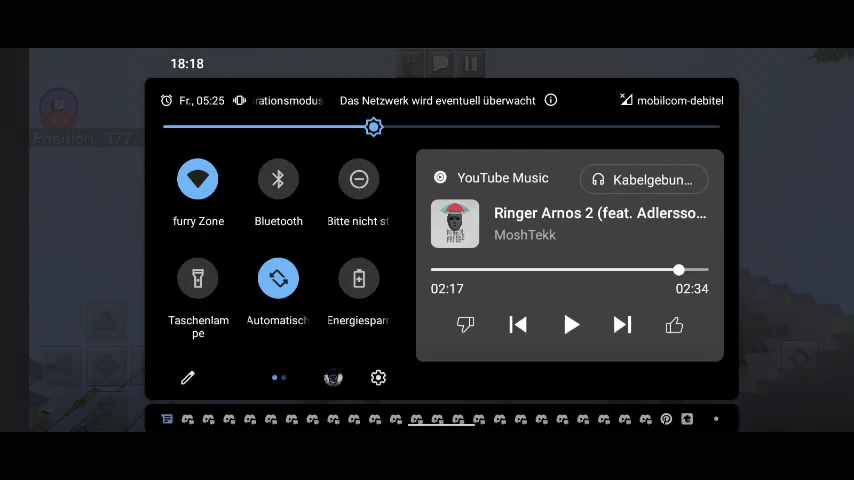 18:18
Fr., 05:25
rationsmodus
Das Netzwerk wird eventuell überwacht
mobilcom-debitel
furry Zone
Bluetooth
Bitte nicht st
Taschenlam
pe
Automatisch
Energiespar
YouTube Music
Kabelgebun...
Ringer Arnos 2 (feat. Adlersso...
MoshTekk
02:17
02:34
Position: 377